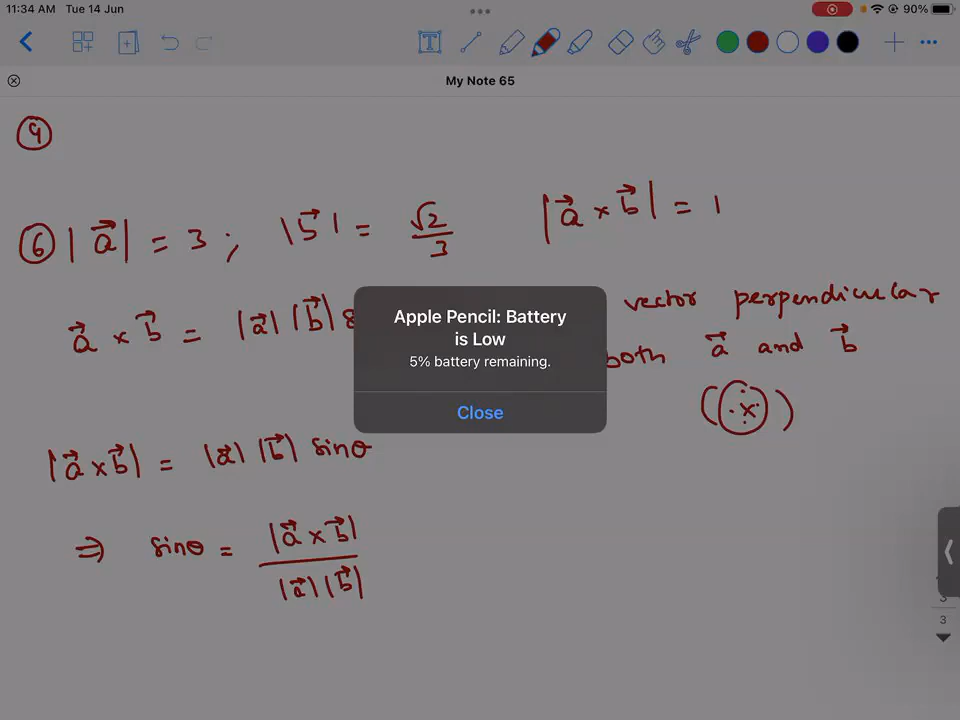 11:34 AM Tue 14 Jun 90%
My Note 65
9
6 |a⃗| = 3 ; |b⃗| = √2/3 |a⃗ × b⃗| = 1
a⃗ × b⃗ = |a⃗| |b⃗| vector perpendicular
both a⃗ and b⃗
Apple Pencil: Battery
is Low
5% battery remaining.
Close
|a⃗ × b⃗| = |a⃗| |b⃗| sinθ
⇒ sinθ = |a⃗ × b⃗| / |a⃗| |b⃗|
3